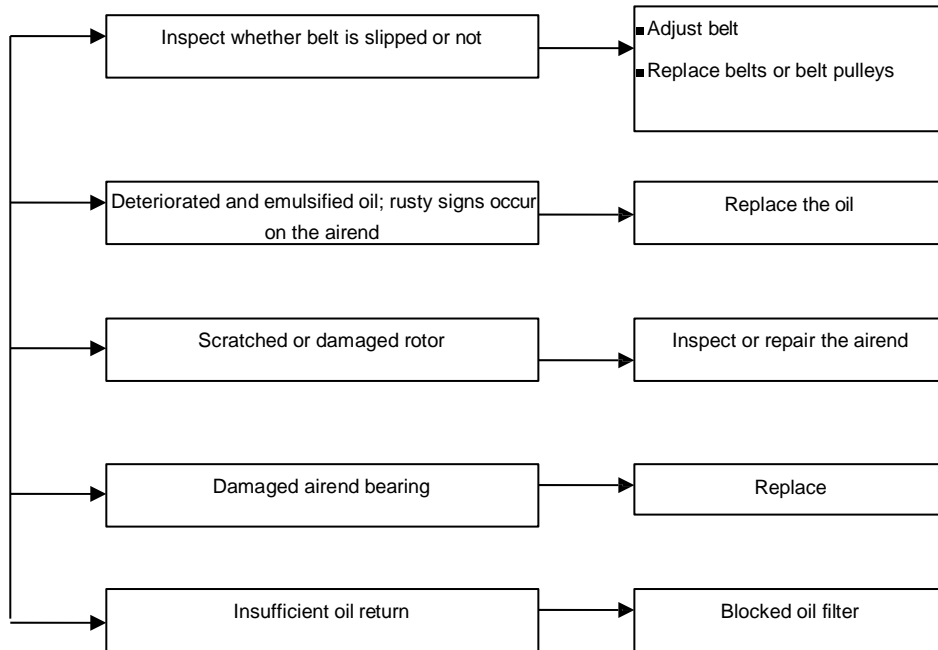 Inspect whether belt is slipped or not
▪Adjust belt
▪Replace belts or belt pulleys
Deteriorated and emulsified oil; rusty signs occur
on the airend
Replace the oil
Scratched or damaged rotor
Inspect or repair the airend
Damaged airend bearing
Replace
Insufficient oil return
Blocked oil filter